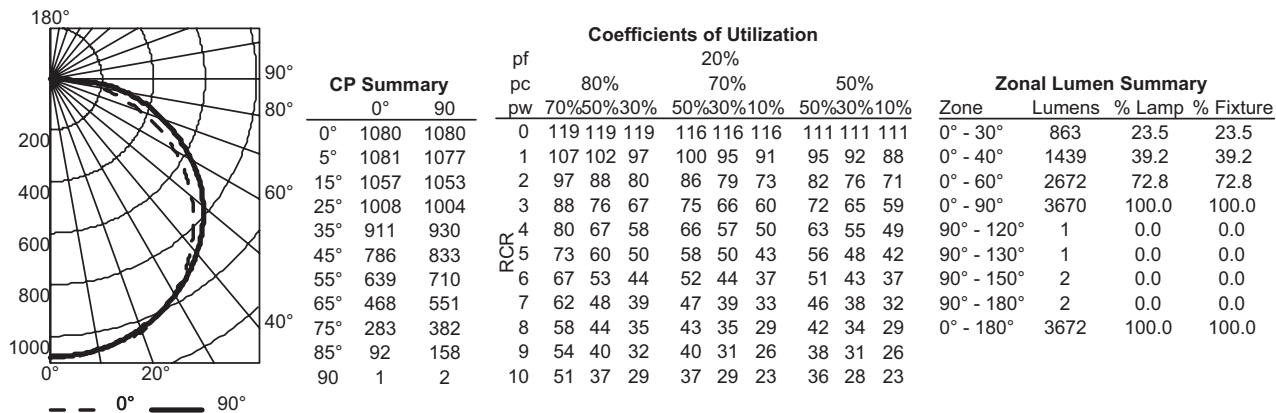 180°
90°
80°
60°
40°
200
400
600
800
1000
0° 20°
0° 90°
CP Summary
0° 90
0° 1080 1080
5° 1081 1077
15° 1057 1053
25° 1008 1004
35° 911 930
45° 786 833
55° 639 710
65° 468 551
75° 283 382
85° 92 158
90 1 2
Coefficients of Utilization
pf 20%
pc 80% 70% 50%
pw 70%50%30% 50%30%10% 50%30%10%
RCR
0 119 119 119 116 116 116 111 111 111
1 107 102 97 100 95 91 95 92 88
2 97 88 80 86 79 73 82 76 71
3 88 76 67 75 66 60 72 65 59
4 80 67 58 66 57 50 63 55 49
5 73 60 50 58 50 43 56 48 42
6 67 53 44 52 44 37 51 43 37
7 62 48 39 47 39 33 46 38 32
8 58 44 35 43 35 29 42 34 29
9 54 40 32 40 31 26 38 31 26
10 51 37 29 37 29 23 36 28 23
Zonal Lumen Summary
Zone Lumens % Lamp % Fixture
0° - 30° 863 23.5 23.5
0° - 40° 1439 39.2 39.2
0° - 60° 2672 72.8 72.8
0° - 90° 3670 100.0 100.0
90° - 120° 1 0.0 0.0
90° - 130° 1 0.0 0.0
90° - 150° 2 0.0 0.0
90° - 180° 2 0.0 0.0
0° - 180° 3672 100.0 100.0